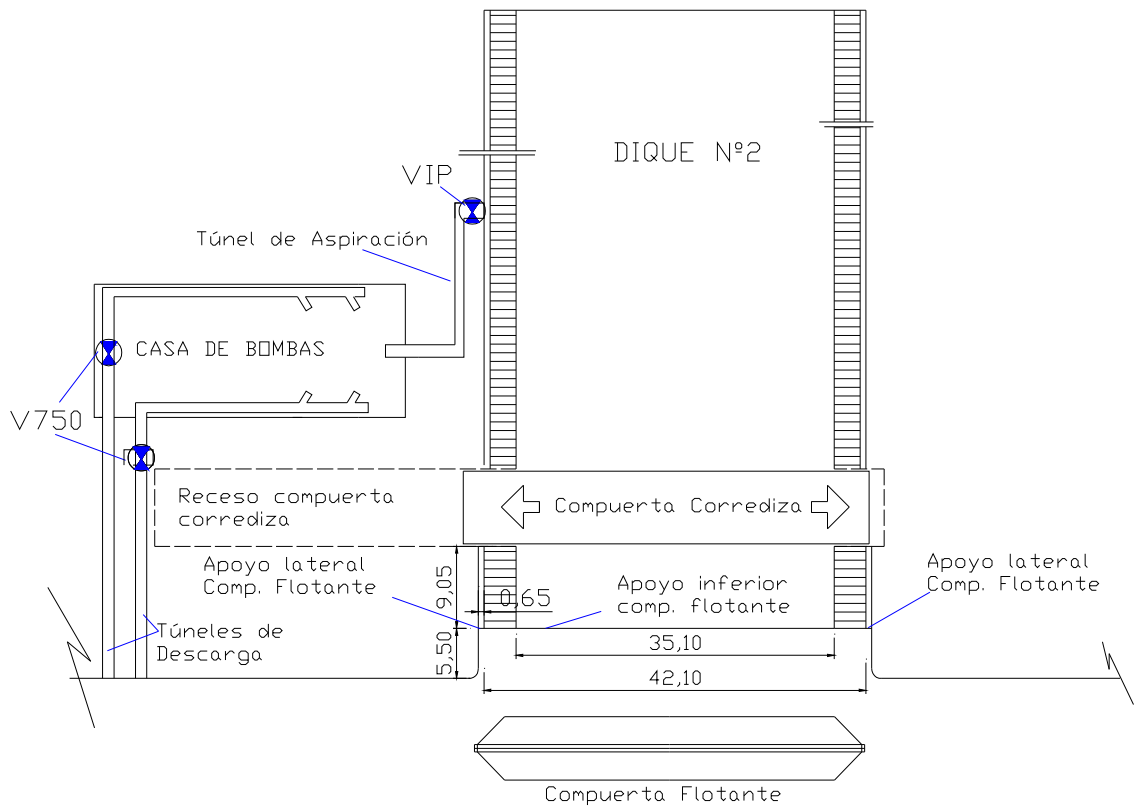 DIQUE Nº2
VIP
Túnel de Aspiración
CASA DE BOMBAS
V750
Receso compuerta
corrediza
Compuerta Corrediza
Apoyo lateral
Comp. Flotante
9,05
0,65
Apoyo inferior
comp. flotante
Apoyo lateral
Comp. Flotante
Túneles de
Descarga
5,50
35,10
42,10
Compuerta Flotante